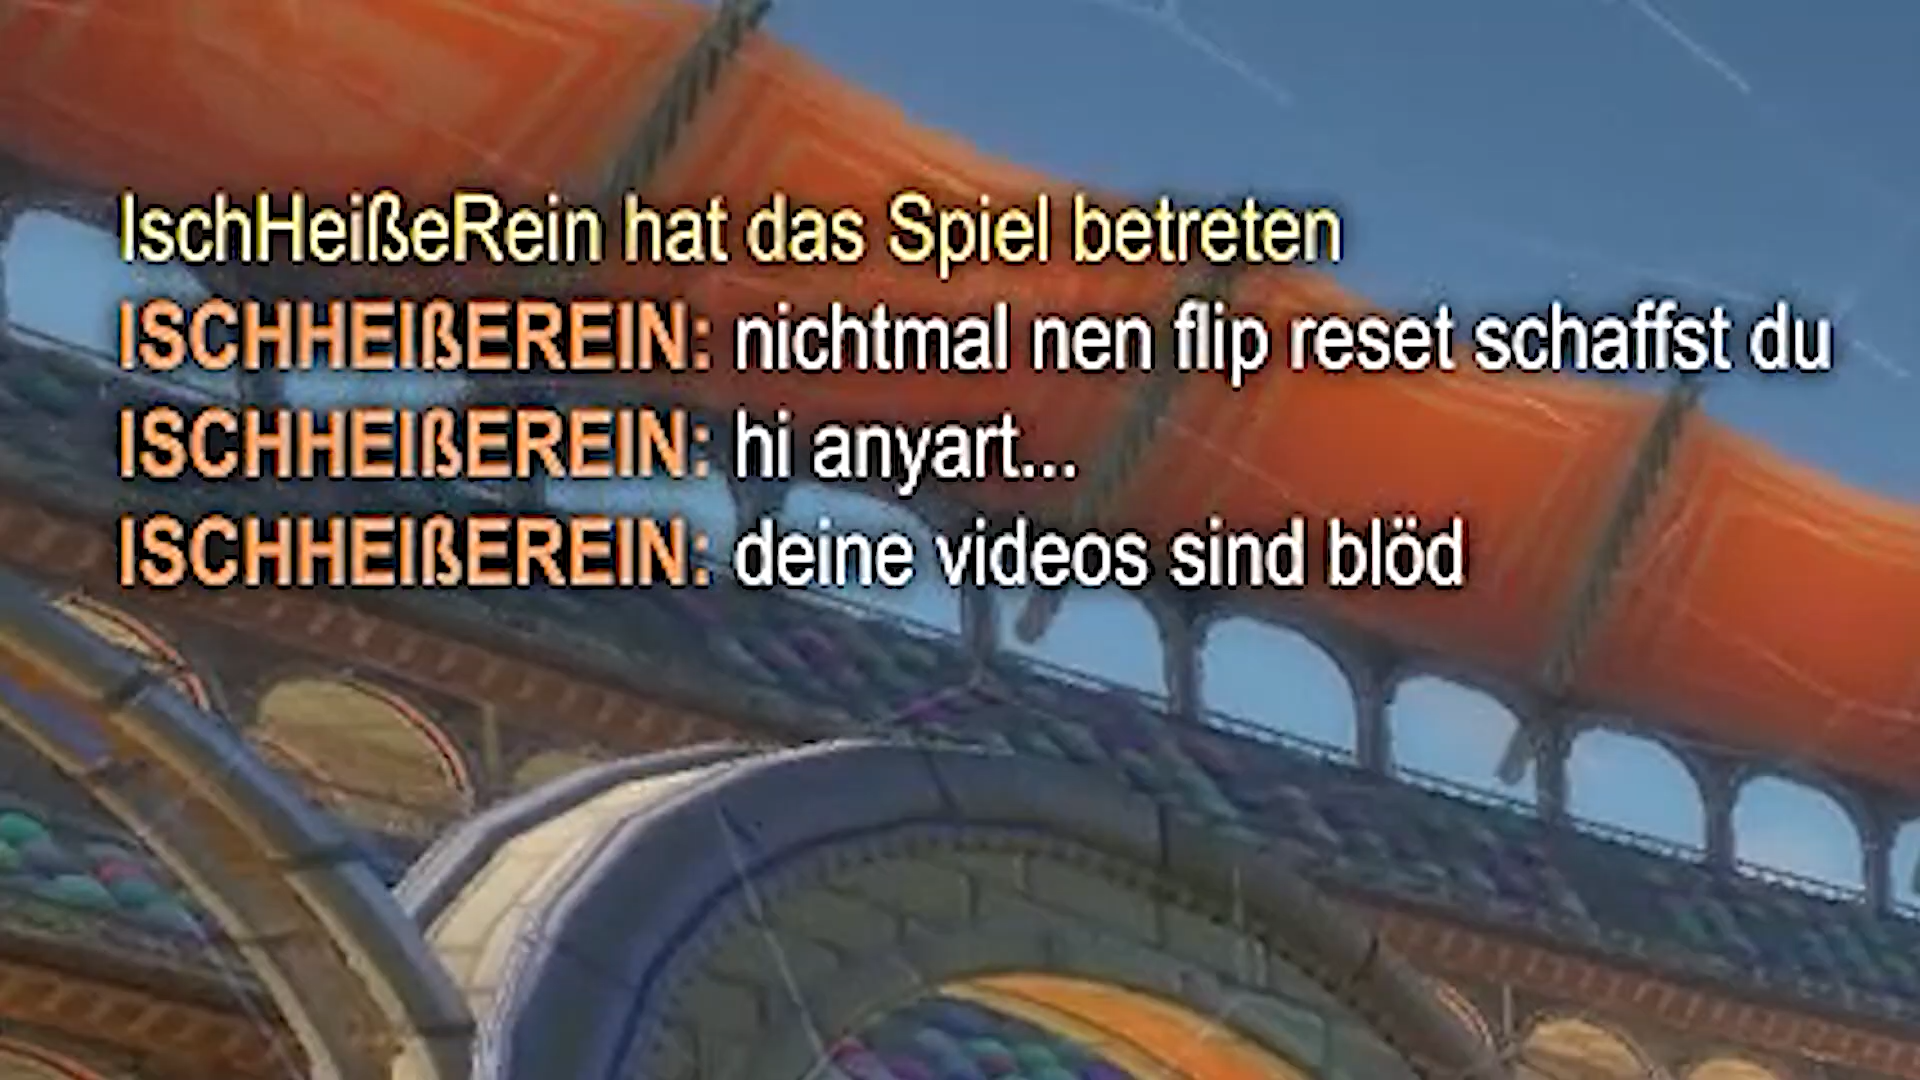 IschHeißeRein hat das Spiel betreten
ISCHHEIßEREIN: nichtmal nen flip reset schaffst du
ISCHHEIßEREIN: hi anyart...
ISCHHEIßEREIN: deine videos sind blöd